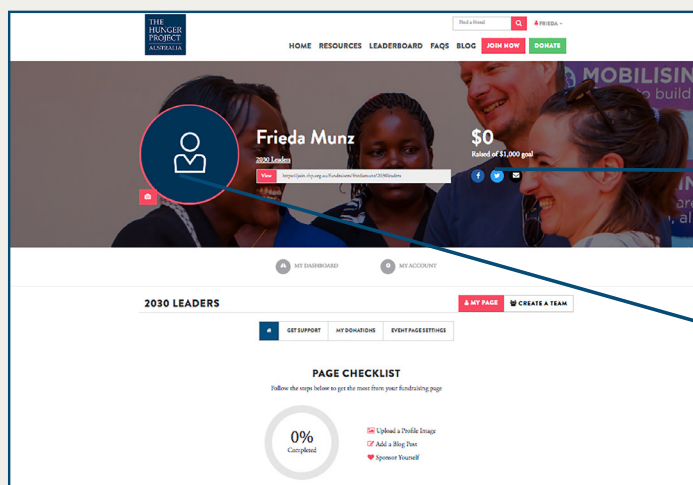 THE
HUNGER
PROJECT
AUSTRALIA
Find a friend
FRIEDA
HOME RESOURCES LEADERBOARD FAQS BLOG JOIN NOW DONATE
MOBILISIN
to build
Frieda Munz
2030 Leaders
View
$0
Raised of $1,000 goal
MY DASHBOARD MY ACCOUNT
2030 LEADERS
MY PAGE CREATE A TEAM
GET SUPPORT MY DONATIONS EVENT PAGE SETTINGS
PAGE CHECKLIST
Follow the steps below to get the most from your fundraising page
0%
Completed
Upload a Profile Image
Add a Blog Post
Sponsor Yourself